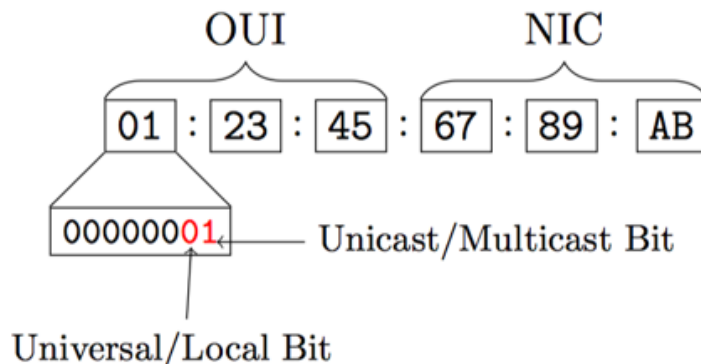 OUI NIC
01 : 23 : 45 : 67 : 89 : AB
00000001
Unicast/Multicast Bit
Universal/Local Bit